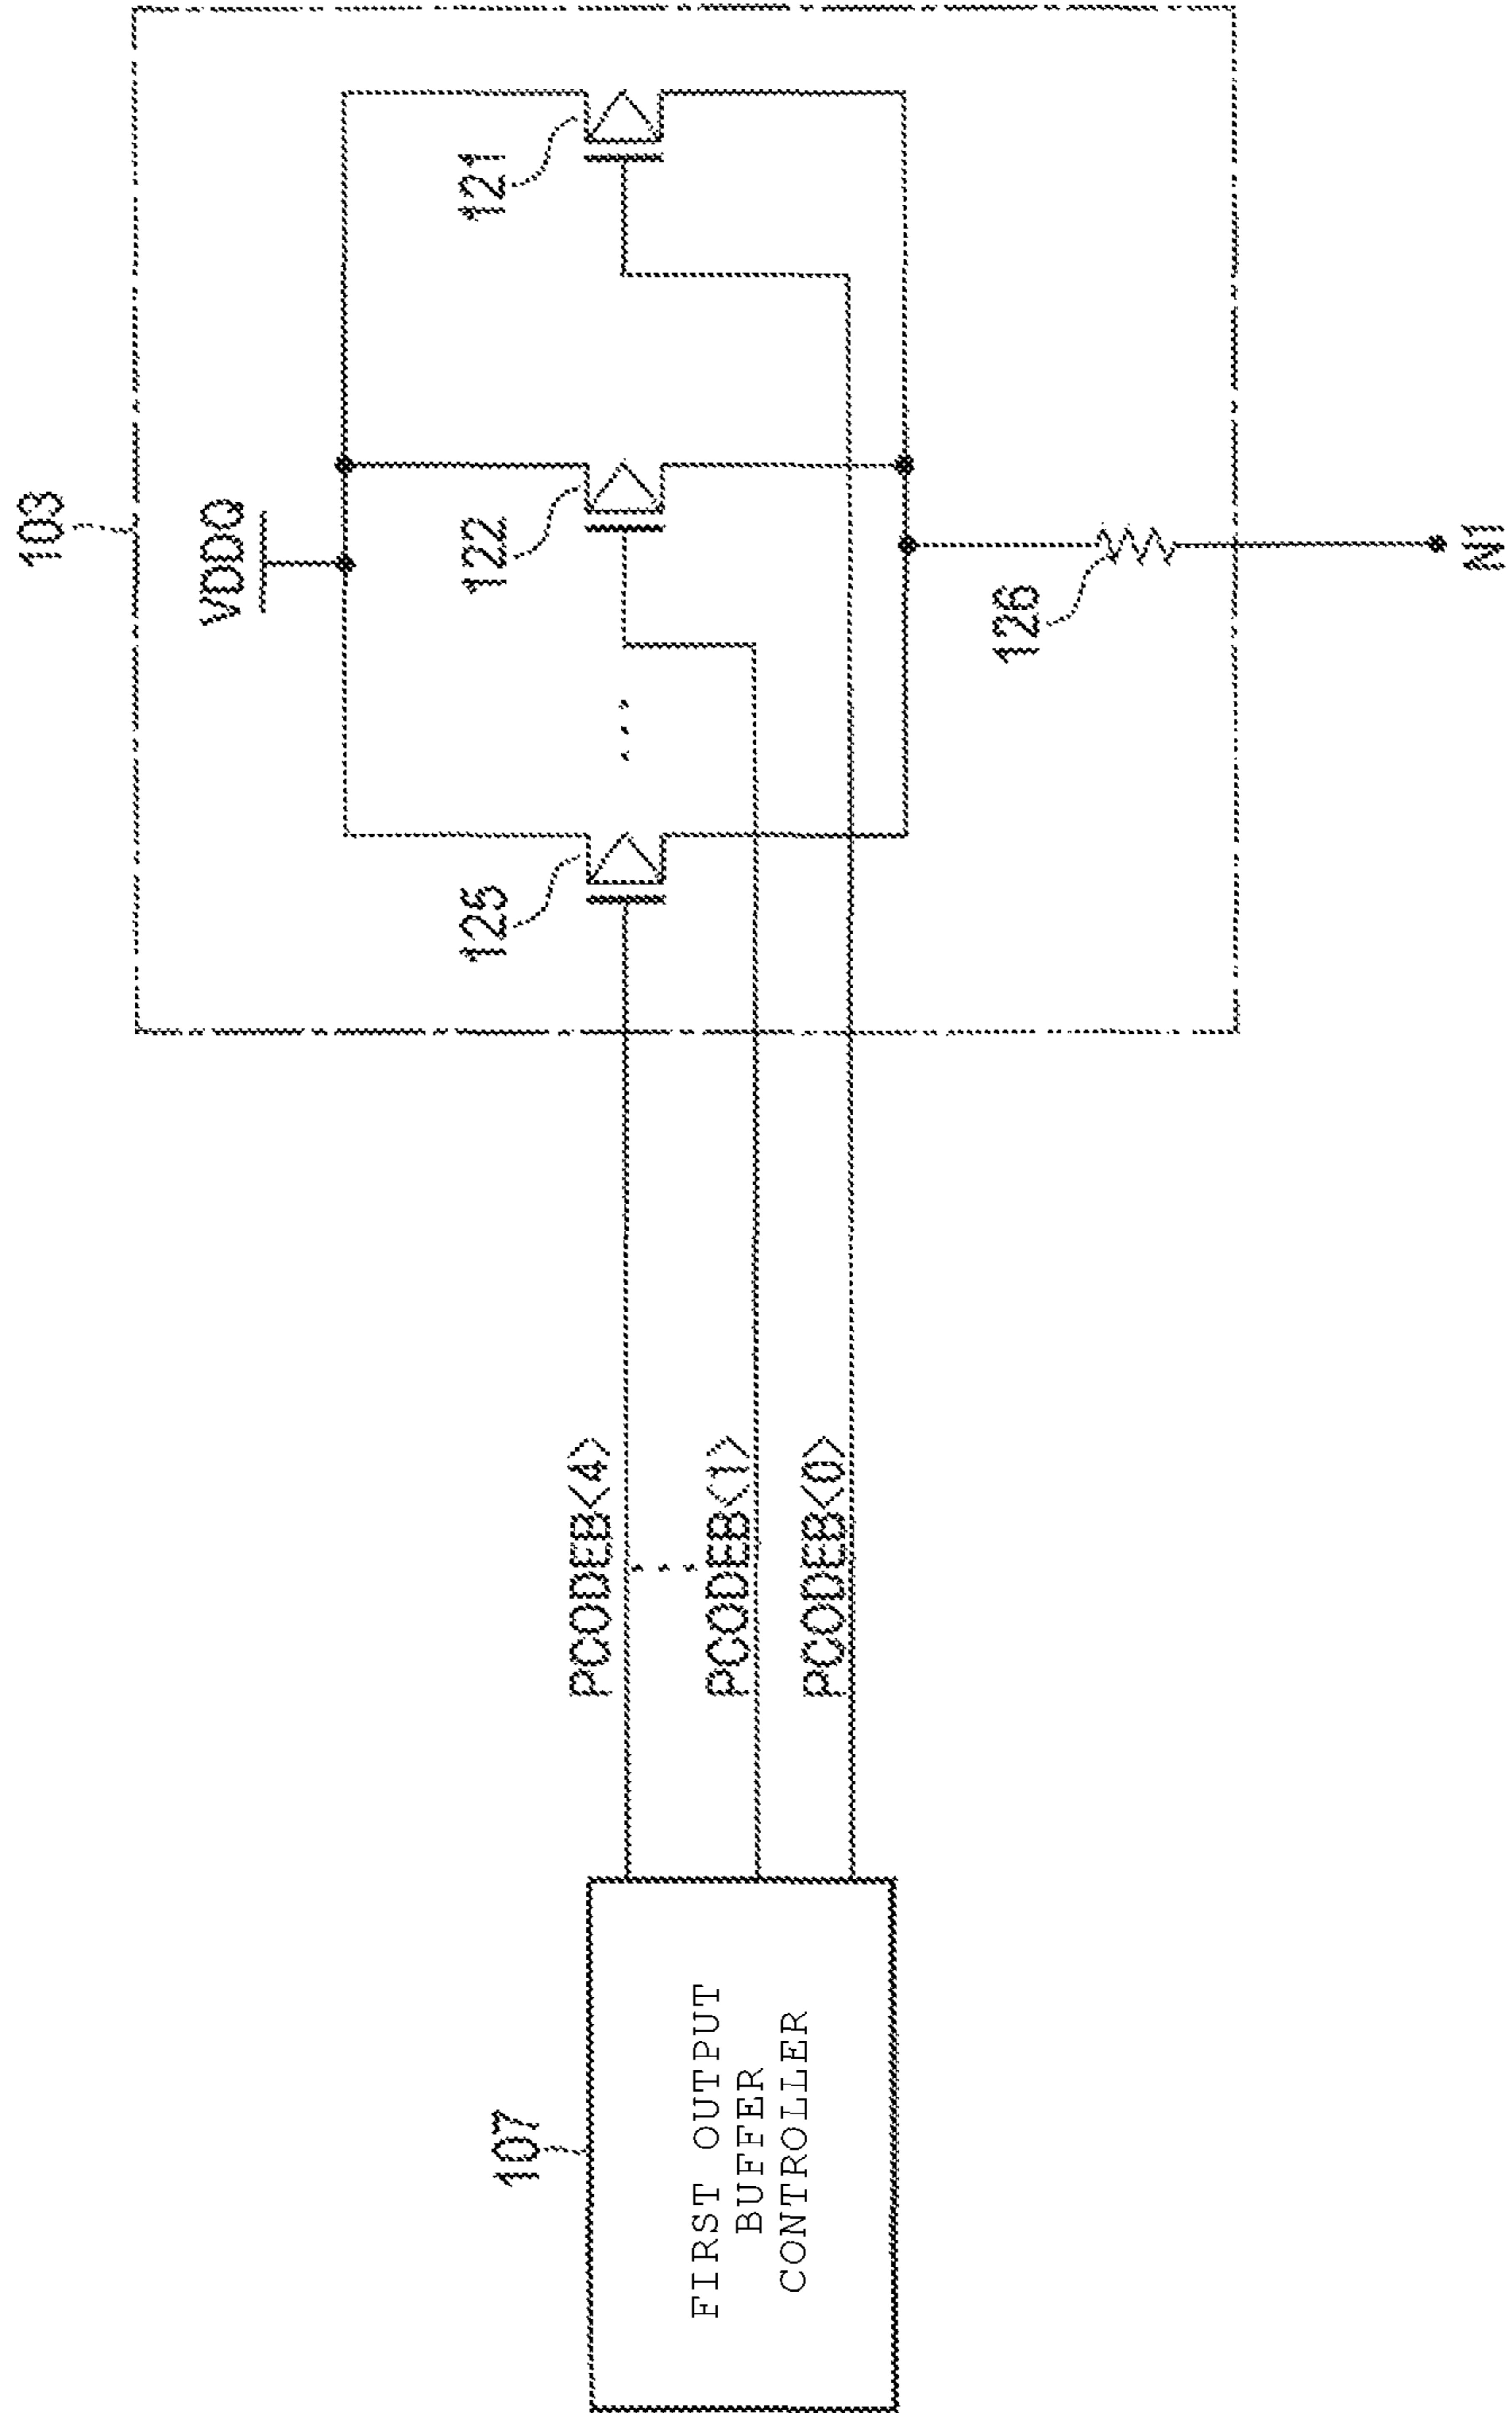 103
VDDQ
125
122
121
126
N1
PCODEB<4>
PCODEB<1>
PCODEB<0>
107
FIRST OUTPUT
BUFFER
CONTROLLER